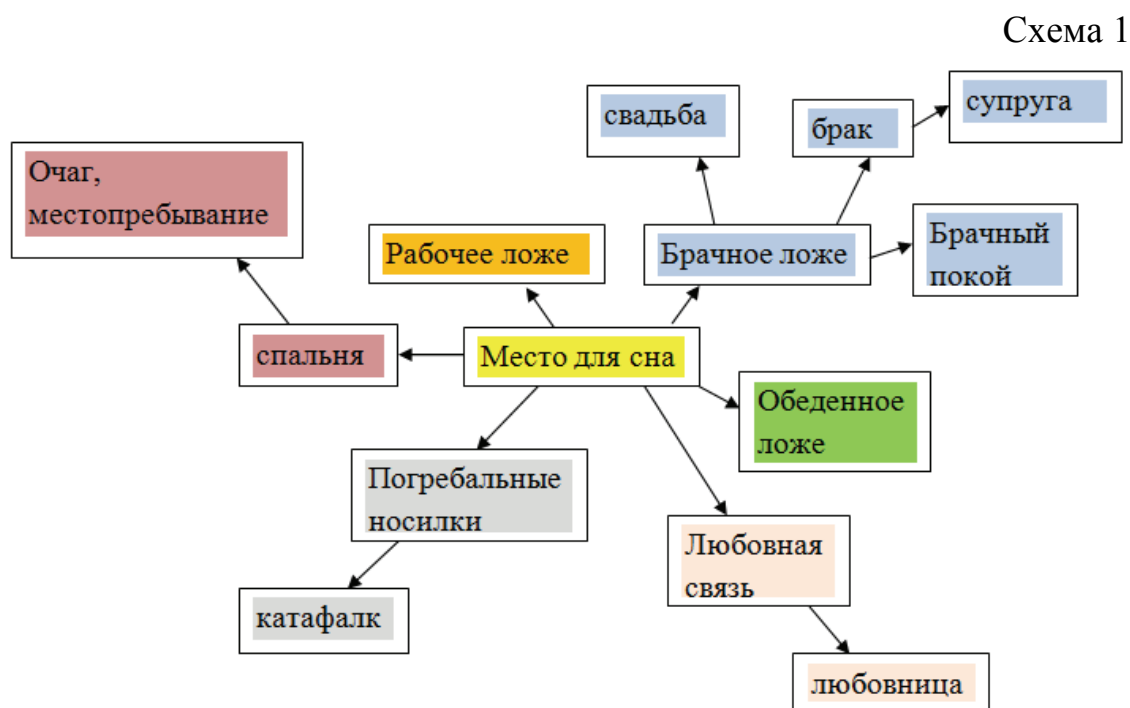 Схема 1
свадьба
брак
супруга
Очаг,
местопребывание
Рабочее ложе
Брачное ложе
Брачный
покой
спальня
Место для сна
Обеденное
ложе
Погребальные
носилки
Любовная
связь
катафалк
любовница